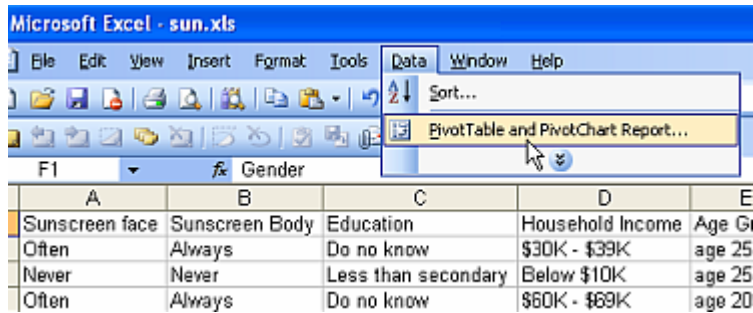 Microsoft Excel - sun.xls
File Edit View Insert Format Tools Data Window Help
Sort...
PivotTable and PivotChart Report...
F1 fx Gender
A B C D E
Sunscreen face Sunscreen Body Education Household Income Age
Often Always Do no know $30K - $39K age 25
Never Never Less than secondary Below $10K age 25
Often Always Do no know $60K - $69K age 20